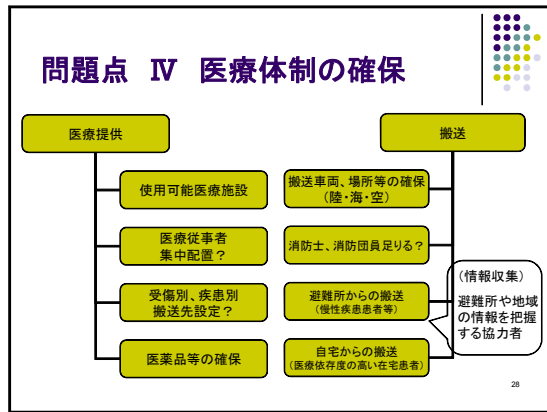 問題点 Ⅳ 医療体制の確保
医療提供
使用可能医療施設
医療従事者
集中配置？
受傷別、疾患別
搬送先設定？
医薬品等の確保
搬送
搬送車両、場所等の確保
（陸・海・空）
消防士、消防団員足りる？
避難所からの搬送
（慢性疾患患者等）
自宅からの搬送
（医療依存度の高い在宅患者）
（情報収集）
避難所や地域
の情報を把握
する協力者
28